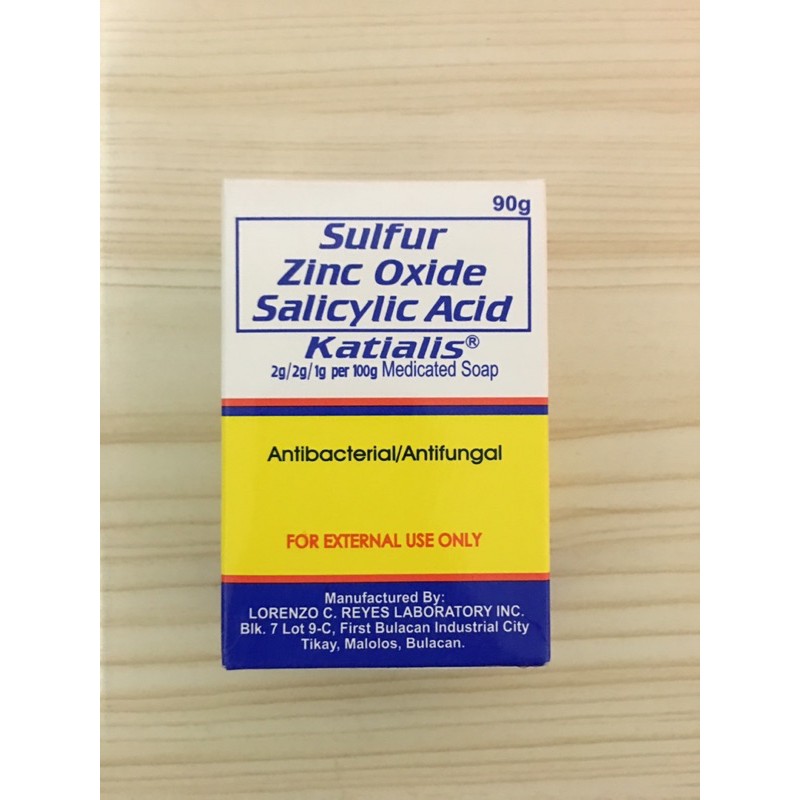 90g
Sulfur
Zinc Oxide
Salicylic Acid
Katialis®
2g/2g/1g per 100g Medicated Soap
Antibacterial/Antifungal
FOR EXTERNAL USE ONLY
Manufactured By:
LORENZO C. REYES LABORATORY INC.
Blk. 7 Lot 9-C, First Bulacan Industrial City
Tikay, Malolos, Bulacan.